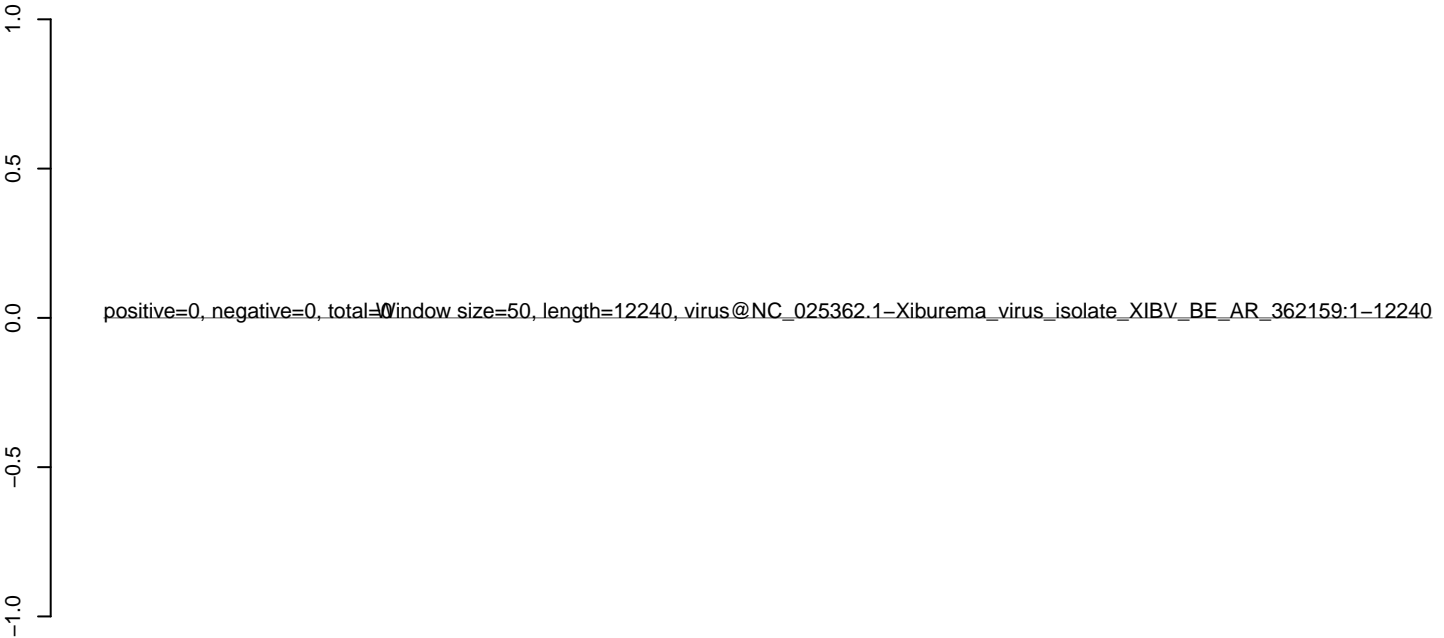 1.0
0.5
0.0
−0.5
−1.0
positive=0, negative=0, total=0
Window size=50, length=12240, virus@NC_025362.1−Xiburema_virus_isolate_XIBV_BE_AR_362159:1−12240